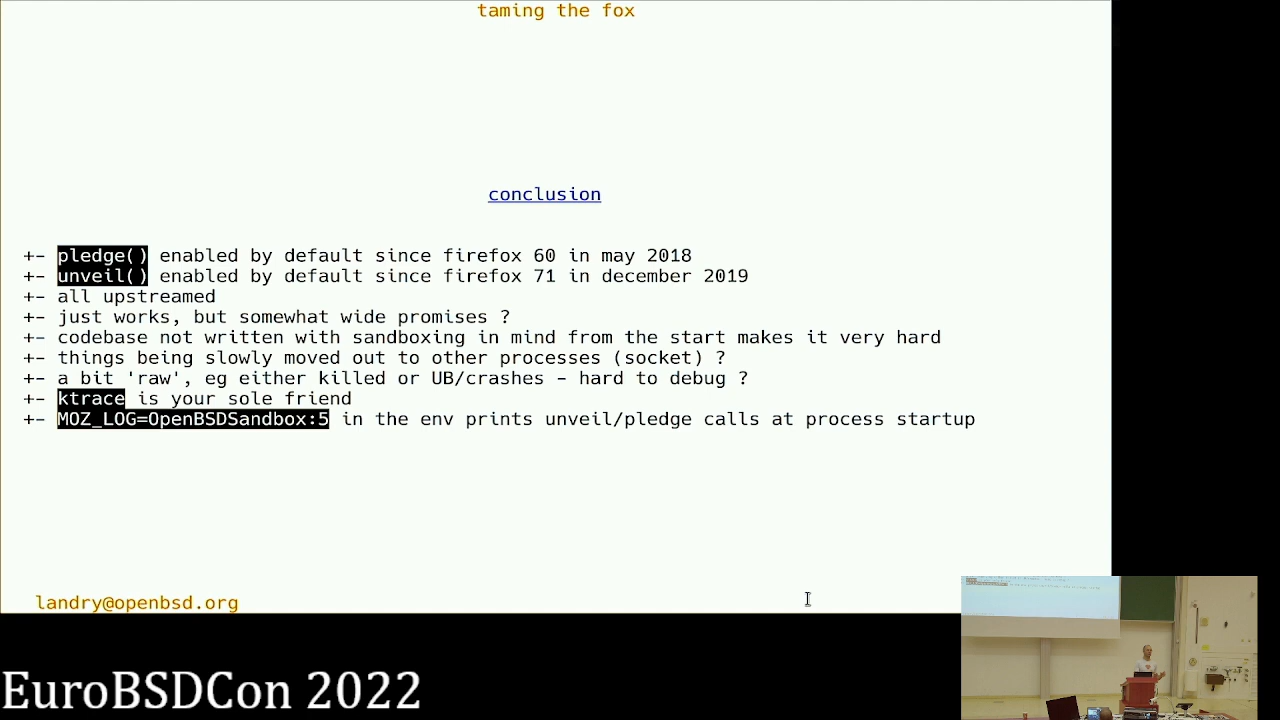 taming the fox
conclusion
+- pledge() enabled by default since firefox 60 in may 2018
+- unveil() enabled by default since firefox 71 in december 2019
+- all upstreamed
+- just works, but somewhat wide promises ?
+- codebase not written with sandboxing in mind from the start makes it very hard
+- things being slowly moved out to other processes (socket) ?
+- a bit 'raw', eg either killed or UB/crashes - hard to debug ?
+- ktrace is your sole friend
+- MOZ_LOG=OpenBSDSandbox:5 in the env prints unveil/pledge calls at process startup
landry@openbsd.org
EuroBSDCon 2022